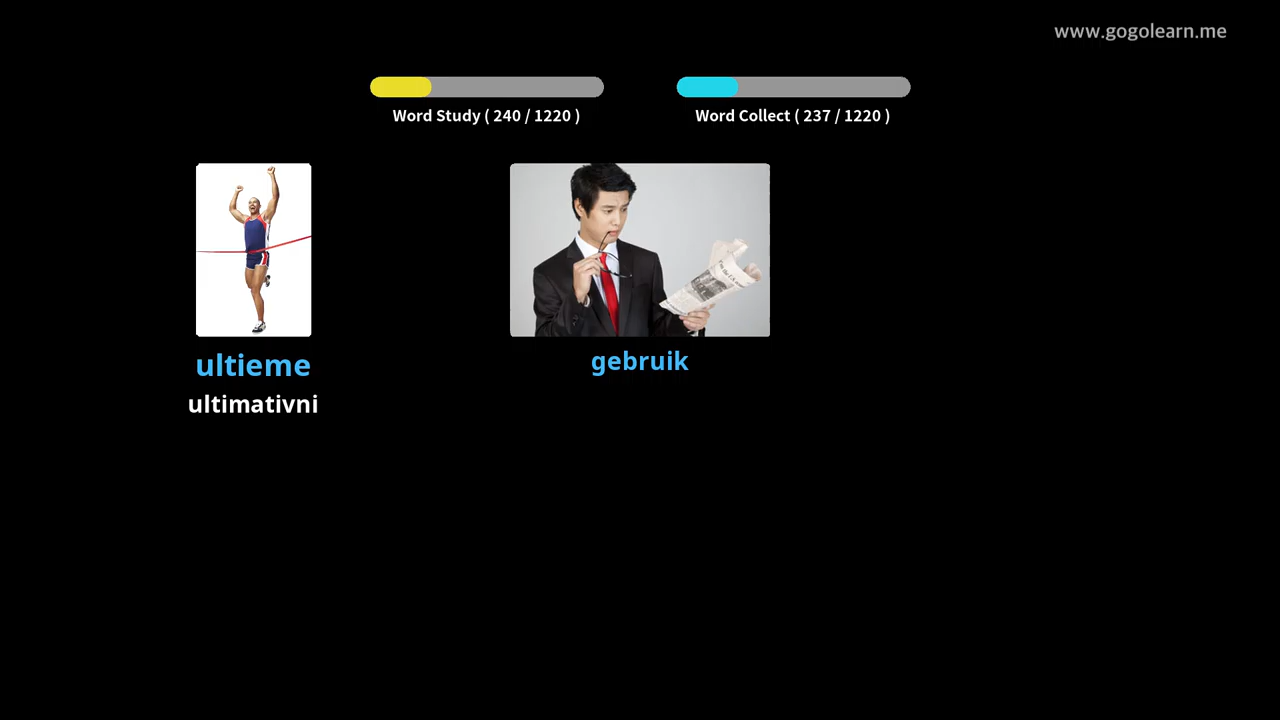 www.gogolearn.me
Word Study ( 240 / 1220 )
Word Collect ( 237 / 1220 )
ultieme
gebruik
ultimativni